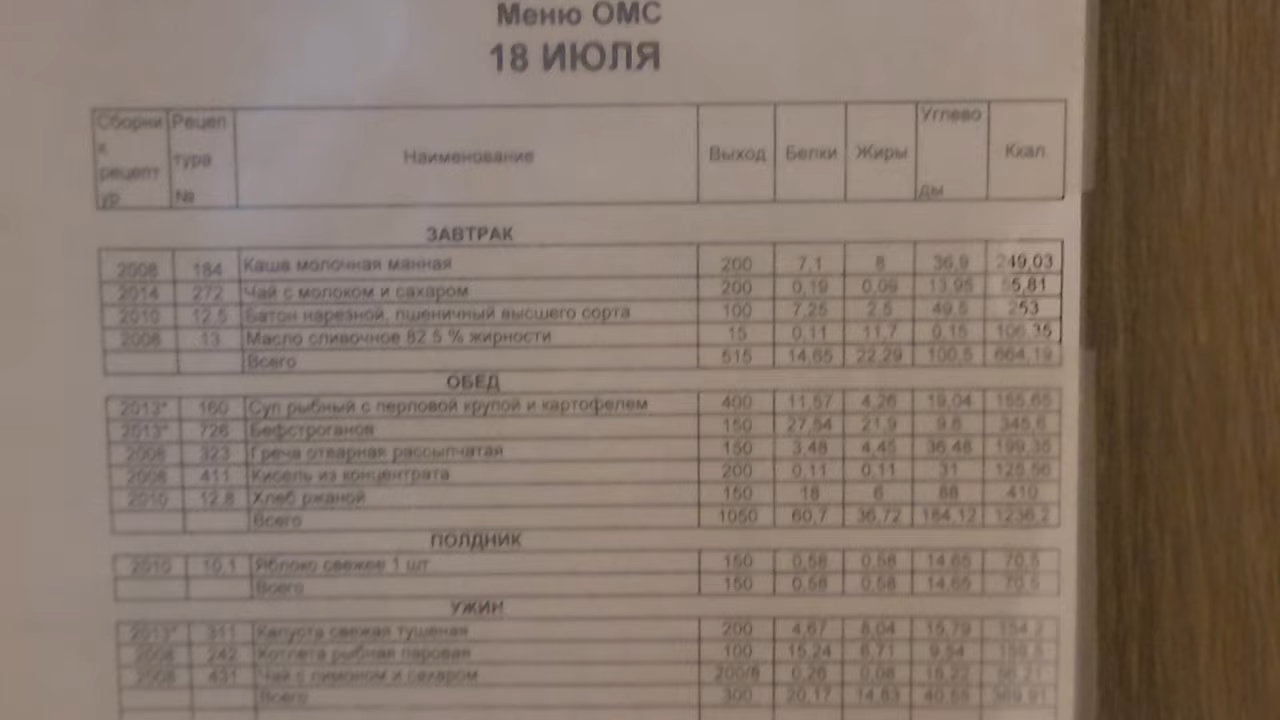 Меню ОМС
18 ИЮЛЯ
Сборник рецептур Рецептура № Наименование Выход Белки Жиры Углеводы Ккал
ЗАВТРАК
2008 184 Каша молочная манная 200 7,1 8 36,9 249,03
2014 272 Чай с молоком и сахаром 200 0,19 0,09 13,95 55,81
2010 12.5 Батон нарезной, пшеничный высшего сорта 100 7,25 2,5 49,5 253
2008 13 Масло сливочное 82.5 % жирности 15 0,11 11,7 0,15 106,35
Всего 515 14,65 22,29 100,5 664,19
ОБЕД
2013* 160 Суп рыбный с перловой крупой и картофелем 400 11,57 4,26 19,04 155,65
2013* 726 Бефстроганов 150 27,54 21,9 9,6 345,6
2008 323 Греча отварная рассыпчатая 150 3,48 4,45 36,48 199,35
2008 411 Кисель из концентрата 200 0,11 0,11 31 125,56
2010 12.8 Хлеб ржаной 150 18 6 88 410
Всего 1050 60,7 36,72 184,12 1236,2
ПОЛДНИК
2010 10.1 Яблоко свежее 1 шт 150 0,58 0,58 14,65 70,5
Всего 150 0,58 0,58 14,65 70,5
УЖИН
2013* 311 Капуста свежая тушеная 200 4,67 8,04 15,79
2008 242 Котлета рыбная паровая 100 15,24 6,71 9,54
2008 431 Чай с лимоном и сахаром 200/8 0,26 0,08 15,22
Всего 300 20,17 14,83 40,55